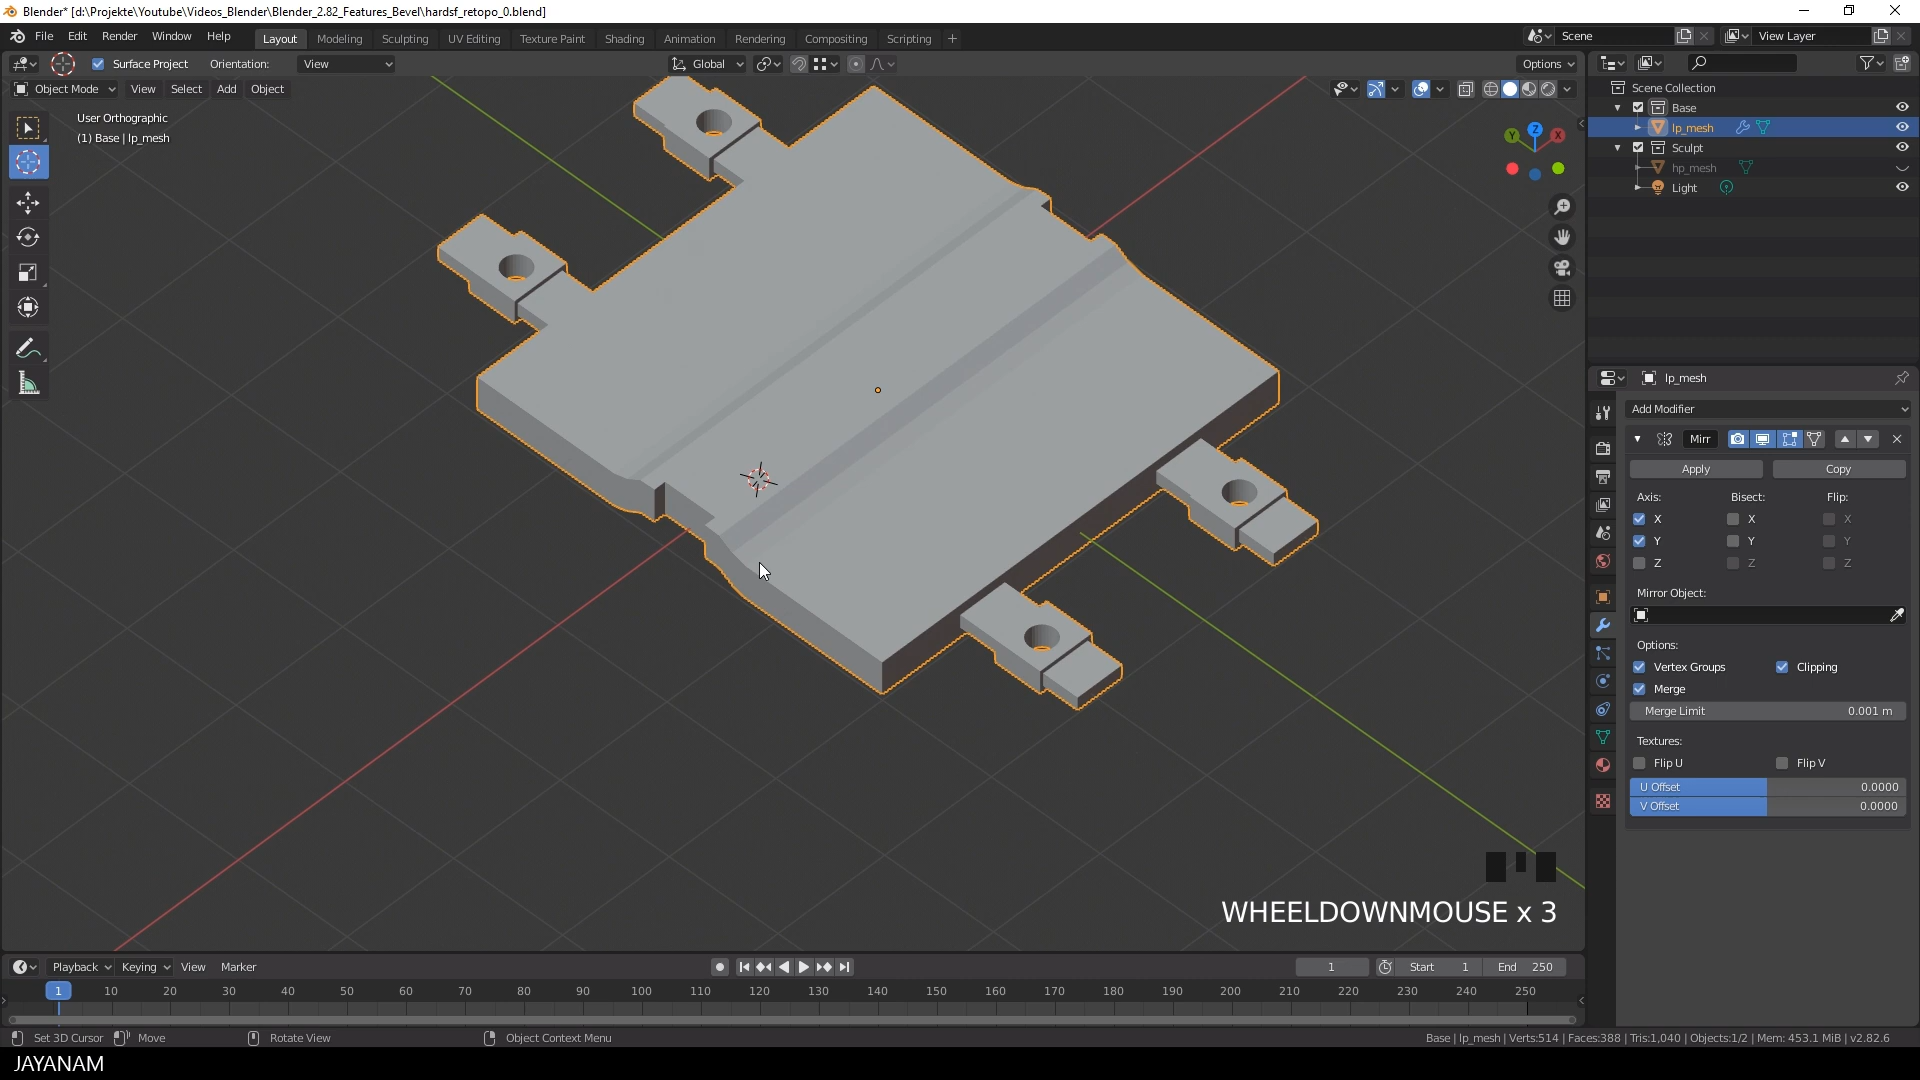 Blender* [d:\Projekte\Youtube\Videos_Blender\Blender_2.82_Features_Bevel\hardsf_retopo_0.blend]
File Edit Render Window Help Layout Modeling Sculpting UV Editing Texture Paint Shading Animation Rendering Compositing Scripting + Scene View Layer
Surface Project Orientation: View Global Options
Object Mode View Select Add Object
User Orthographic
(1) Base | lp_mesh
Z
Y
X
Scene Collection
Base
lp_mesh
Sculpt
hp_mesh
Light
lp_mesh
Add Modifier
Mirr
Apply Copy
Axis: Bisect: Flip:
X X X
Y Y Y
Z Z Z
Mirror Object:
Options:
Vertex Groups Clipping
Merge
Merge Limit 0.001 m
Textures:
Flip U Flip V
U Offset 0.0000
V Offset 0.0000
WHEELDOWNMOUSE x 3
Playback Keying View Marker 1 Start 1 End 250
1 10 20 30 40 50 60 70 80 90 100 110 120 130 140 150 160 170 180 190 200 210 220 230 240 250
Set 3D Cursor Move Rotate View Object Context Menu Base | lp_mesh | Verts:514 | Faces:388 | Tris:1,040 | Objects:1/2 | Mem: 453.1 MiB | v2.82.6
JAYANAM